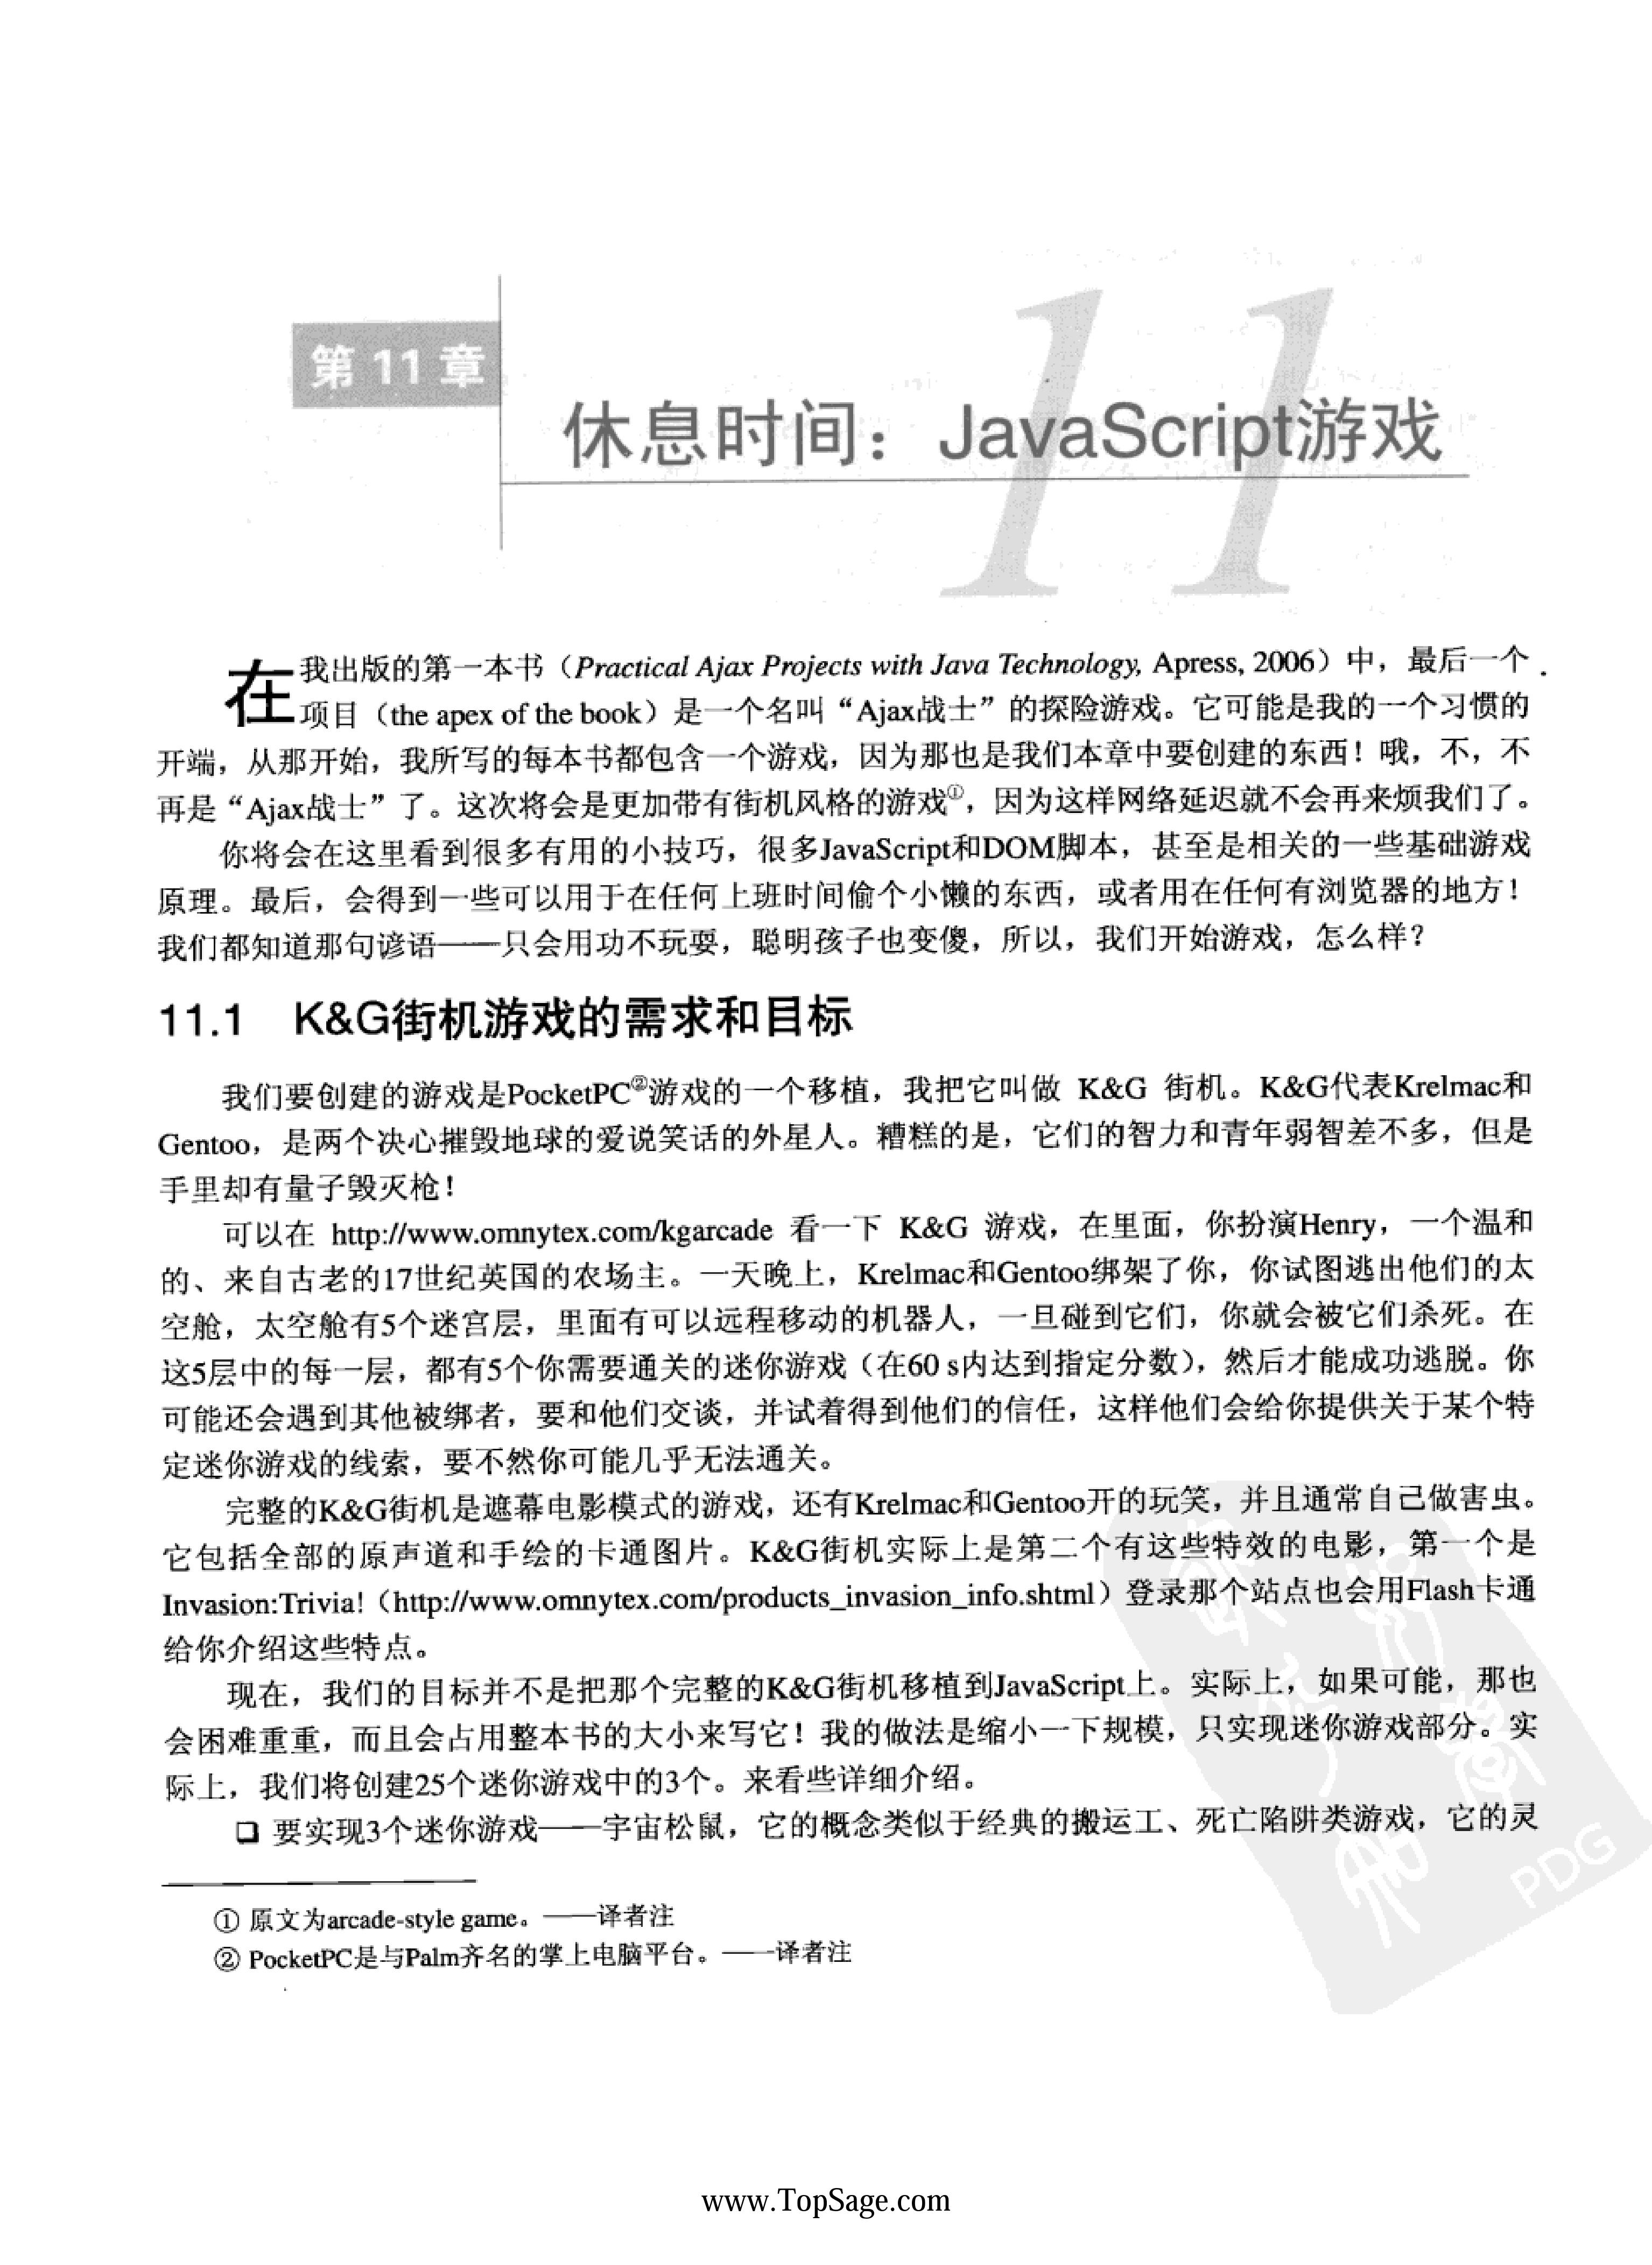 第 11 章
11
休息时间：JavaScript游戏
在我出版的第一本书（Practical Ajax Projects with Java Technology, Apress, 2006）中，最后一个
项目（the apex of the book）是一个名叫“Ajax战士”的探险游戏。它可能是我的一个习惯的
开端，从那开始，我所写的每本书都包含一个游戏，因为那也是我们本章中要创建的东西！哦，不，不
再是“Ajax战士”了。这次将会是更加带有街机风格的游戏①，因为这样网络延迟就不会再来烦我们了。
你将会在这里看到很多有用的小技巧，很多JavaScript和DOM脚本，甚至是相关的一些基础游戏
原理。最后，会得到一些可以用于在任何上班时间偷个小懒的东西，或者用在任何有浏览器的地方！
我们都知道那句谚语——只会用功不玩耍，聪明孩子也变傻，所以，我们开始游戏，怎么样？
11.1 K&G街机游戏的需求和目标
我们要创建的游戏是PocketPC②游戏的一个移植，我把它叫做 K&G 街机。K&G代表Krelmac和
Gentoo，是两个决心摧毁地球的爱说笑话的外星人。糟糕的是，它们的智力和青年弱智差不多，但是
手里却有量子毁灭枪！
可以在 http://www.omnytex.com/kgarcade 看一下 K&G 游戏，在里面，你扮演Henry，一个温和
的、来自古老的17世纪英国的农场主。一天晚上，Krelmac和Gentoo绑架了你，你试图逃出他们的太
空舱，太空舱有5个迷宫层，里面有可以远程移动的机器人，一旦碰到它们，你就会被它们杀死。在
这5层中的每一层，都有5个你需要通关的迷你游戏（在60 s内达到指定分数），然后才能成功逃脱。你
可能还会遇到其他被绑者，要和他们交谈，并试着得到他们的信任，这样他们会给你提供关于某个特
定迷你游戏的线索，要不然你可能几乎无法通关。
完整的K&G街机是遮幕电影模式的游戏，还有Krelmac和Gentoo开的玩笑，并且通常自己做害虫。
它包括全部的原声道和手绘的卡通图片。K&G街机实际上是第二个有这些特效的电影，第一个是
Invasion:Trivia!（http://www.omnytex.com/products_invasion_info.shtml）登录那个站点也会用Flash卡通
给你介绍这些特点。
现在，我们的目标并不是把那个完整的K&G街机移植到JavaScript上。实际上，如果可能，那也
会困难重重，而且会占用整本书的大小来写它！我的做法是缩小一下规模，只实现迷你游戏部分。实
际上，我们将创建25个迷你游戏中的3个。来看些详细介绍。
❑ 要实现3个迷你游戏——宇宙松鼠，它的概念类似于经典的搬运工、死亡陷阱类游戏，它的灵
① 原文为arcade-style game。——译者注
② PocketPC是与Palm齐名的掌上电脑平台。——译者注
PDG
www.TopSage.com